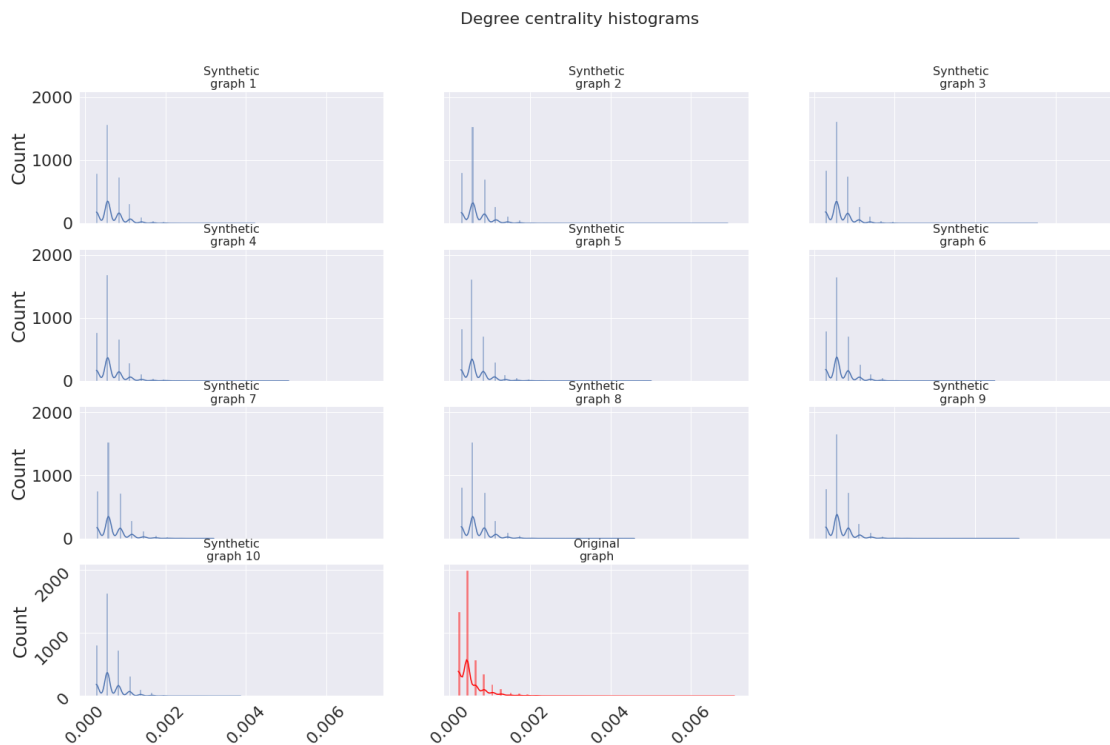 Degree centrality histograms
Synthetic
graph 1
Synthetic
graph 2
Synthetic
graph 3
2000
1000
0
Count
Synthetic
graph 4
Synthetic
graph 5
Synthetic
graph 6
2000
1000
0
Count
Synthetic
graph 7
Synthetic
graph 8
Synthetic
graph 9
2000
1000
0
Count
Synthetic
graph 10
Original
graph
2000
1000
0
Count
0.000
0.002
0.004
0.006
0.000
0.002
0.004
0.006